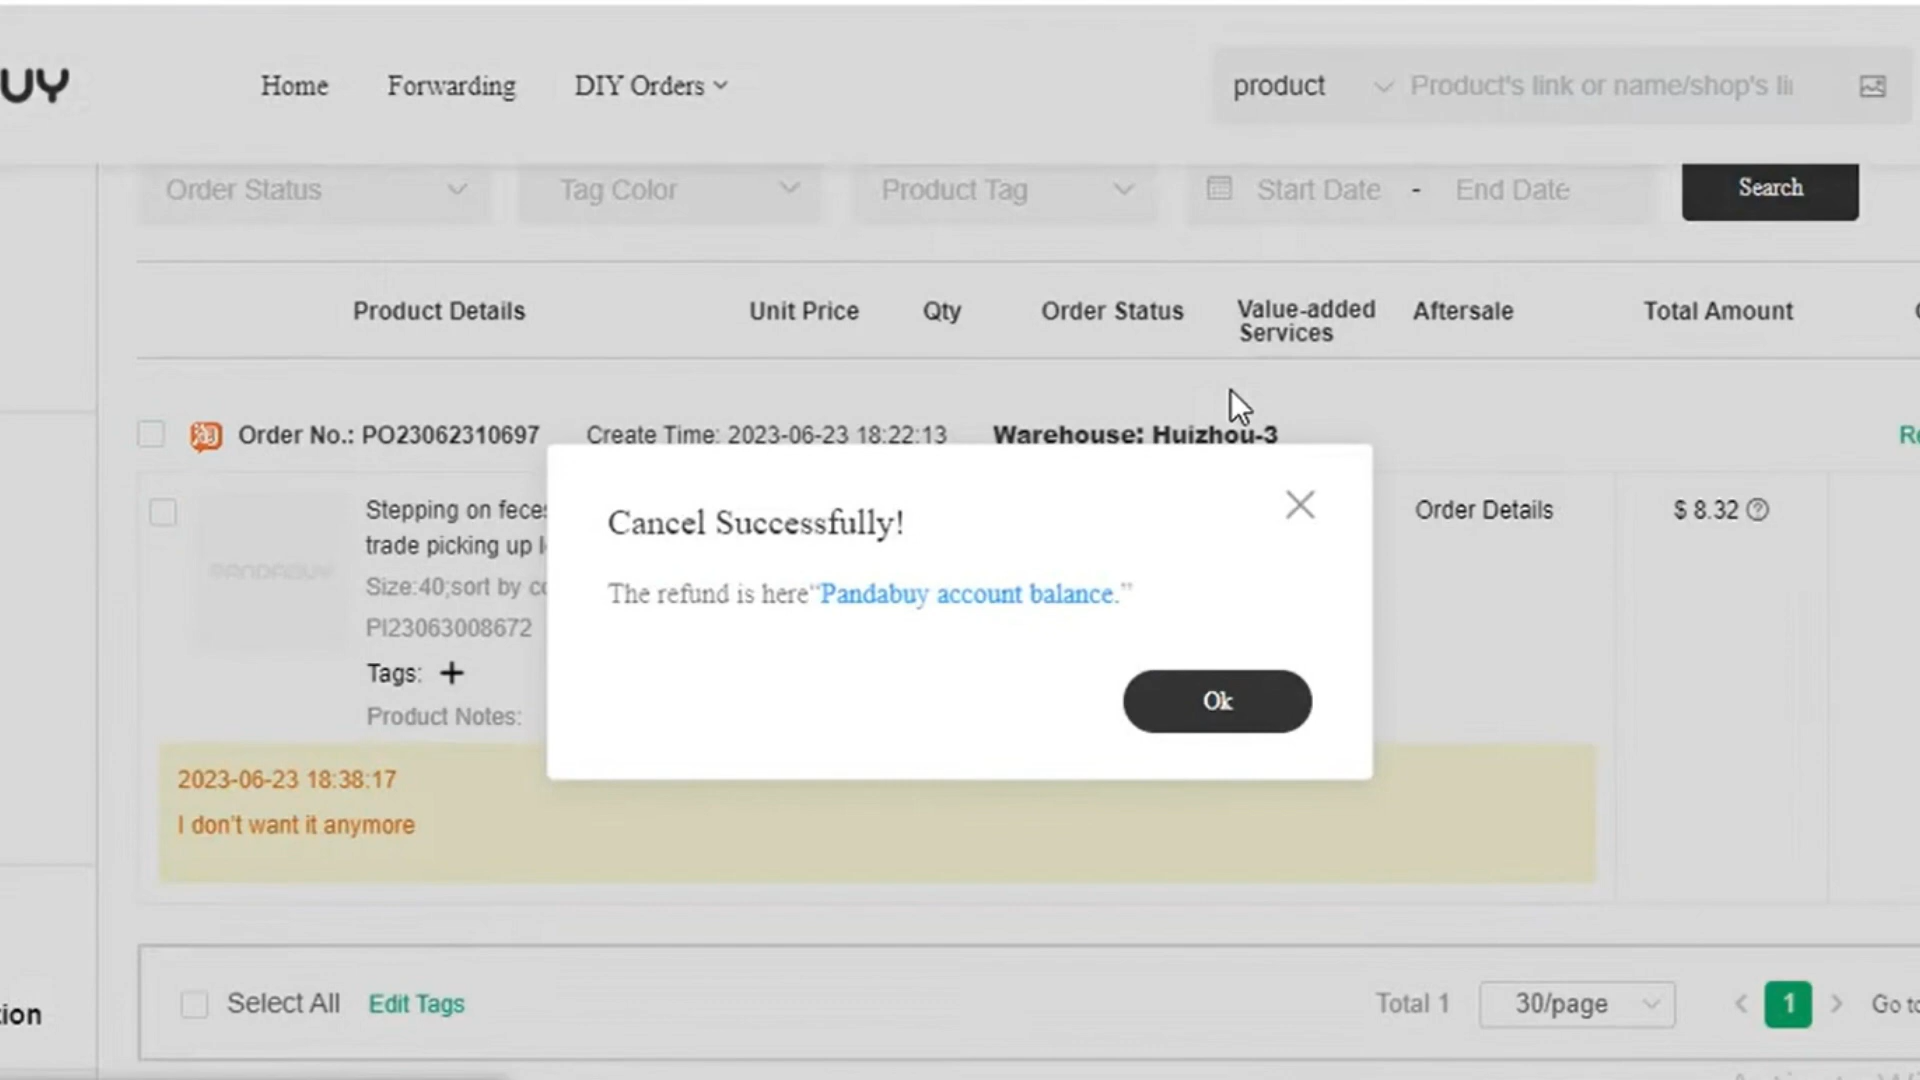 UY
Home Forwarding DIY Orders product Product's link or name/shop's li
Order Status Tag Color Product Tag Start Date - End Date Search
Product Details Unit Price Qty Order Status Value-added Services Aftersale Total Amount
Order No.: PO23062310697 Create Time: 2023-06-23 18:22:13 Warehouse: Huizhou-3 Re
Stepping on feces
trade picking up l
Size:40;sort by co
PI23063008672
Tags: +
Product Notes:
PANDABUY
Order Details $ 8.32
Cancel Successfully!
The refund is here“Pandabuy account balance.”
Ok
2023-06-23 18:38:17
I don't want it anymore
tion
Select All Edit Tags Total 1 30/page < 1 > Go to